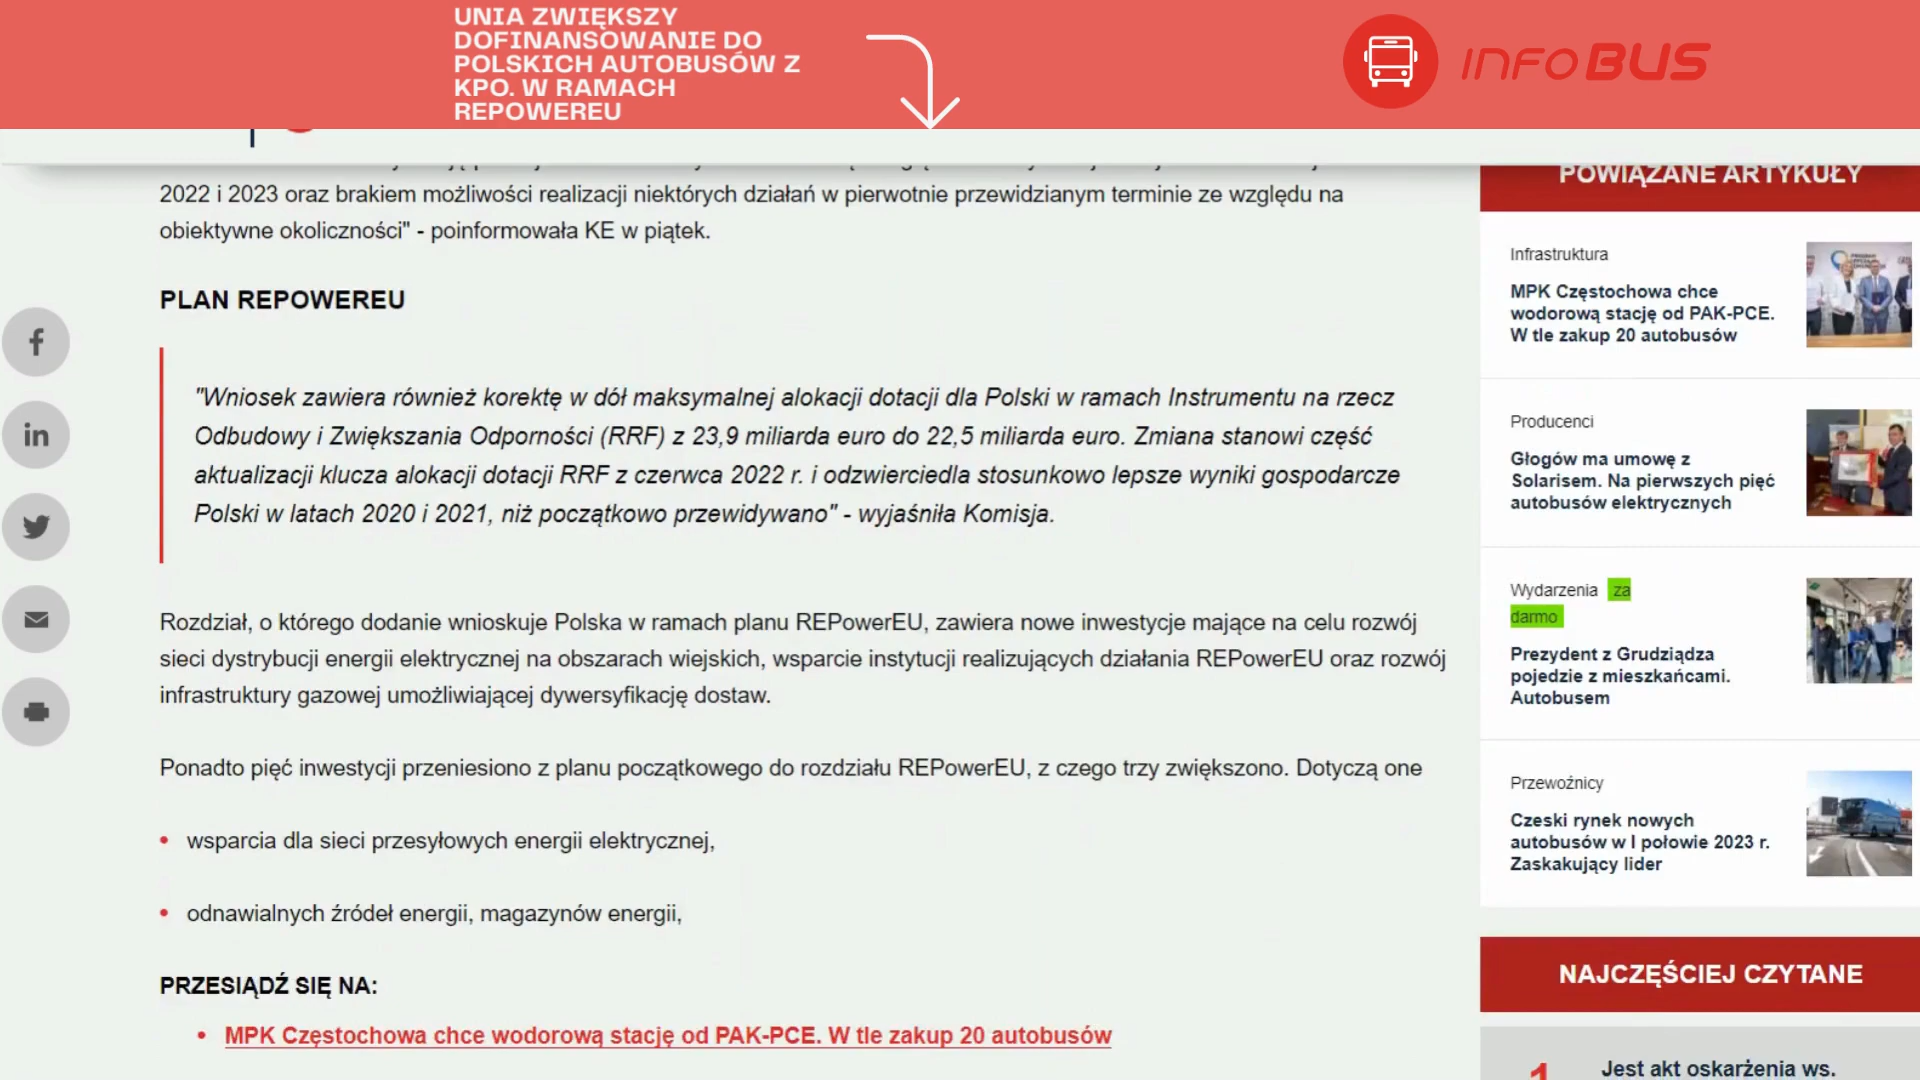 UNIA ZWIĘKSZY
DOFINANSOWANIE DO
POLSKICH AUTOBUSÓW Z
KPO. W RAMACH
REPOWEREU
INFO BUS
2022 i 2023 oraz brakiem możliwości realizacji niektórych działań w pierwotnie przewidzianym terminie ze względu na
obiektywne okoliczności" - poinformowała KE w piątek.
PLAN REPOWEREU
"Wniosek zawiera również korektę w dół maksymalnej alokacji dotacji dla Polski w ramach Instrumentu na rzecz
Odbudowy i Zwiększania Odporności (RRF) z 23,9 miliarda euro do 22,5 miliarda euro. Zmiana stanowi część
aktualizacji klucza alokacji dotacji RRF z czerwca 2022 r. i odzwierciedla stosunkowo lepsze wyniki gospodarcze
Polski w latach 2020 i 2021, niż początkowo przewidywano" - wyjaśniła Komisja.
Rozdział, o którego dodanie wnioskuje Polska w ramach planu REPowerEU, zawiera nowe inwestycje mające na celu rozwój
sieci dystrybucji energii elektrycznej na obszarach wiejskich, wsparcie instytucji realizujących działania REPowerEU oraz rozwój
infrastruktury gazowej umożliwiającej dywersyfikację dostaw.
Ponadto pięć inwestycji przeniesiono z planu początkowego do rozdziału REPowerEU, z czego trzy zwiększono. Dotyczą one
• wsparcia dla sieci przesyłowych energii elektrycznej,
• odnawialnych źródeł energii, magazynów energii,
PRZESIĄDŹ SIĘ NA:
• MPK Częstochowa chce wodorową stację od PAK-PCE. W tle zakup 20 autobusów
POWIĄZANE ARTYKUŁY
Infrastruktura
MPK Częstochowa chce
wodorową stację od PAK-PCE.
W tle zakup 20 autobusów
Producenci
Głogów ma umowę z
Solarisem. Na pierwszych pięć
autobusów elektrycznych
Wydarzenia za
darmo
Prezydent z Grudziądza
pojedzie z mieszkańcami.
Autobusem
Przewoźnicy
Czeski rynek nowych
autobusów w I połowie 2023 r.
Zaskakujący lider
NAJCZĘŚCIEJ CZYTANE
1 Jest akt oskarżenia ws.